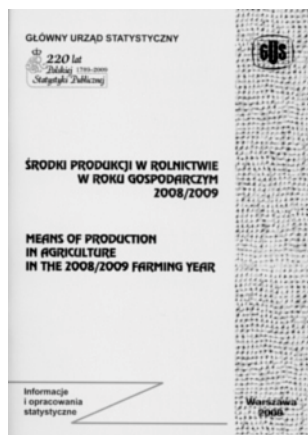 GŁÓWNY URZĄD STATYSTYCZNY
GUS
220 lat
Polskiej 1789-2009
Statystyki Publicznej
ŚRODKI PRODUKCJI W ROLNICTWIE
W ROKU GOSPODARCZYM
2008/2009
MEANS OF PRODUCTION
IN AGRICULTURE
IN THE 2008/2009 FARMING YEAR
Informacje
i opracowania
statystyczne
Warszawa